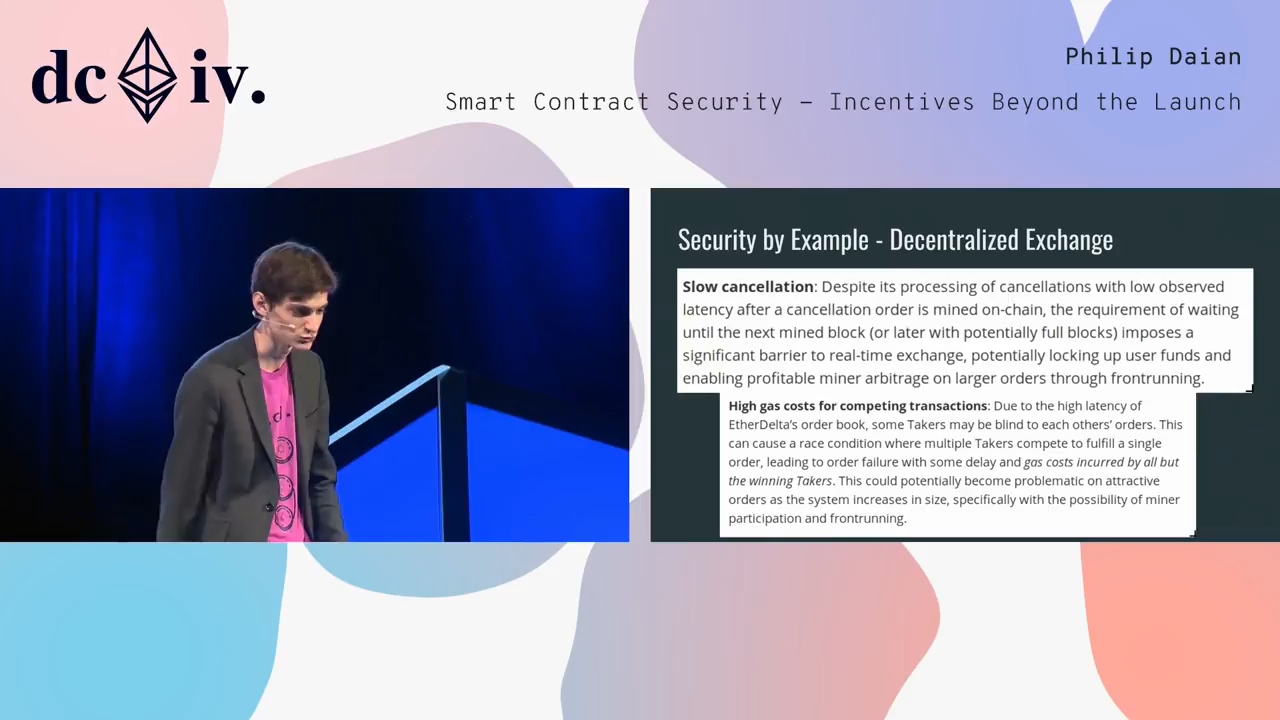 dc iv.
Philip Daian
Smart Contract Security – Incentives Beyond the Launch
Security by Example - Decentralized Exchange
Slow cancellation: Despite its processing of cancellations with low observed
latency after a cancellation order is mined on-chain, the requirement of waiting
until the next mined block (or later with potentially full blocks) imposes a
significant barrier to real-time exchange, potentially locking up user funds and
enabling profitable miner arbitrage on larger orders through frontrunning.
High gas costs for competing transactions: Due to the high latency of
EtherDelta's order book, some Takers may be blind to each others' orders. This
can cause a race condition where multiple Takers compete to fulfill a single
order, leading to order failure with some delay and gas costs incurred by all but
the winning Takers. This could potentially become problematic on attractive
orders as the system increases in size, specifically with the possibility of miner
participation and frontrunning.